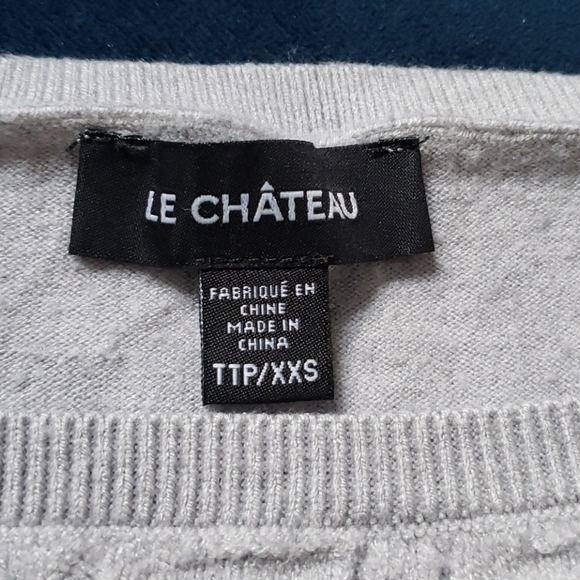 LE CHÂTEAU
FABRIQUÉ EN
CHINE
MADE IN
CHINA
TTP/XXS